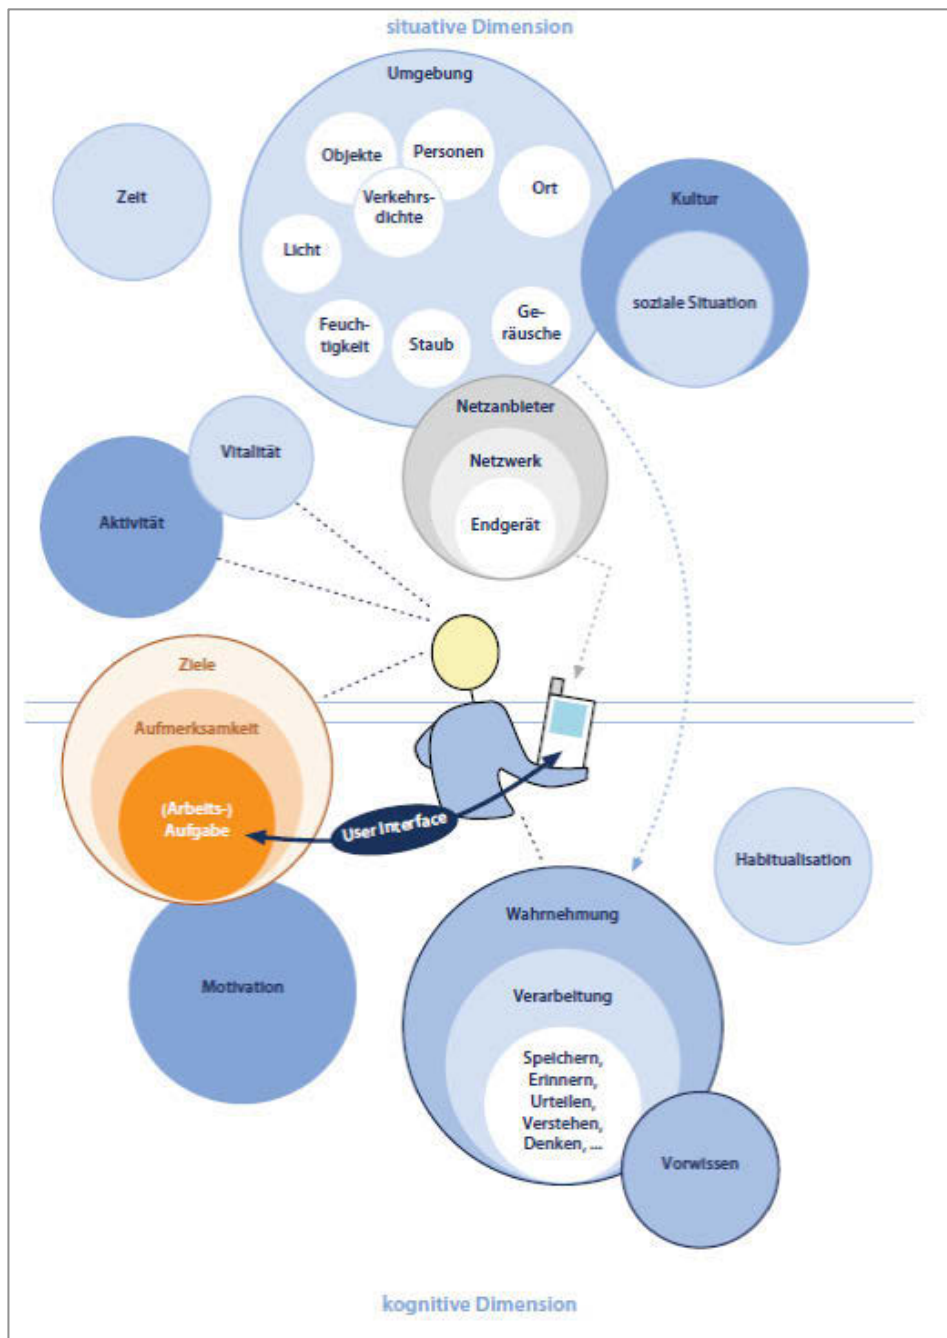 situative Dimension
Umgebung
Objekte
Personen
Verkehrs-
dichte
Ort
Zeit
Kultur
Licht
soziale Situation
Feuch-
tigkeit
Staub
Ge-
räusche
Netzanbieter
Vitalität
Netzwerk
Aktivität
Endgerät
Ziele
Aufmerksamkeit
(Arbeits-)
Aufgabe
User Interface
Habitualisation
Wahrnehmung
Motivation
Verarbeitung
Speichern,
Erinnern,
Urteilen,
Verstehen,
Denken, ...
Vorwissen
kognitive Dimension